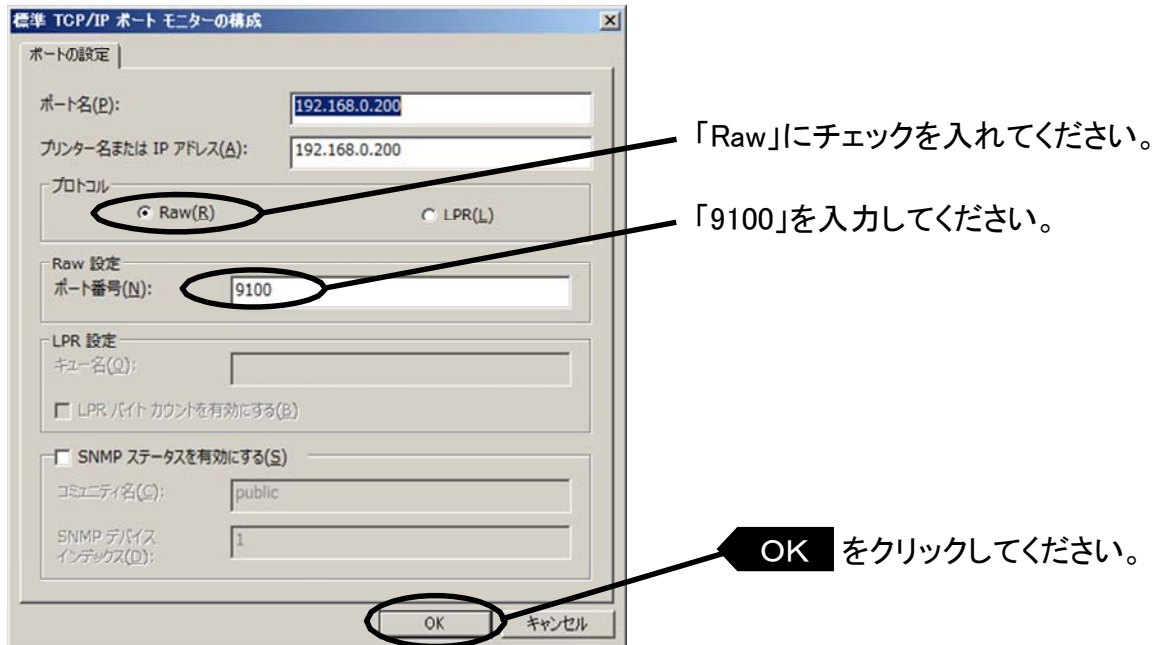 標準 TCP/IP ポート モニターの構成
ポートの設定
ポート名(P):
192.168.0.200
プリンター名または IP アドレス(A):
192.168.0.200
「Raw」にチェックを入れてください。
プロトコル
Raw(R)
LPR(L)
「9100」を入力してください。
Raw 設定
ポート番号(N):
9100
LPR 設定
キュー名(Q):
LPR バイト カウントを有効にする(B)
SNMP ステータスを有効にする(S)
コミュニティ名(C):
public
SNMP デバイス
インデックス(D):
1
OK をクリックしてください。
OK
キャンセル